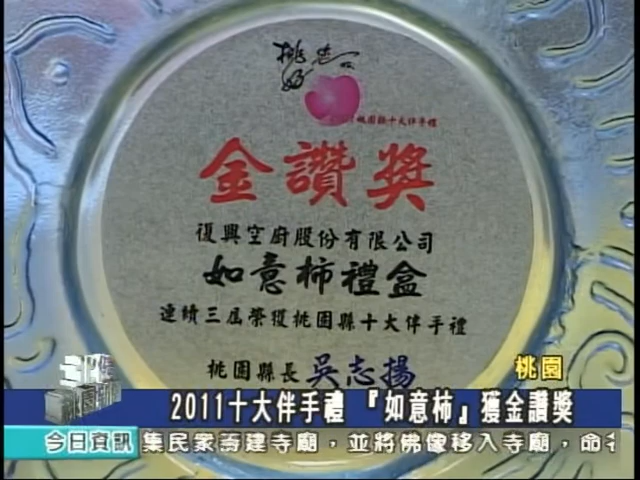 桃園縣十大伴手禮
金讚獎
復興空廚股份有限公司
如意柿禮盒
連續三屆榮獲桃園縣十大伴手禮
桃園縣長 吳志揚
桃園
2011十大伴手禮 『如意柿』獲金讚獎
今日資訊 集民家籌建寺廟，並將佛像移入寺廟，命名